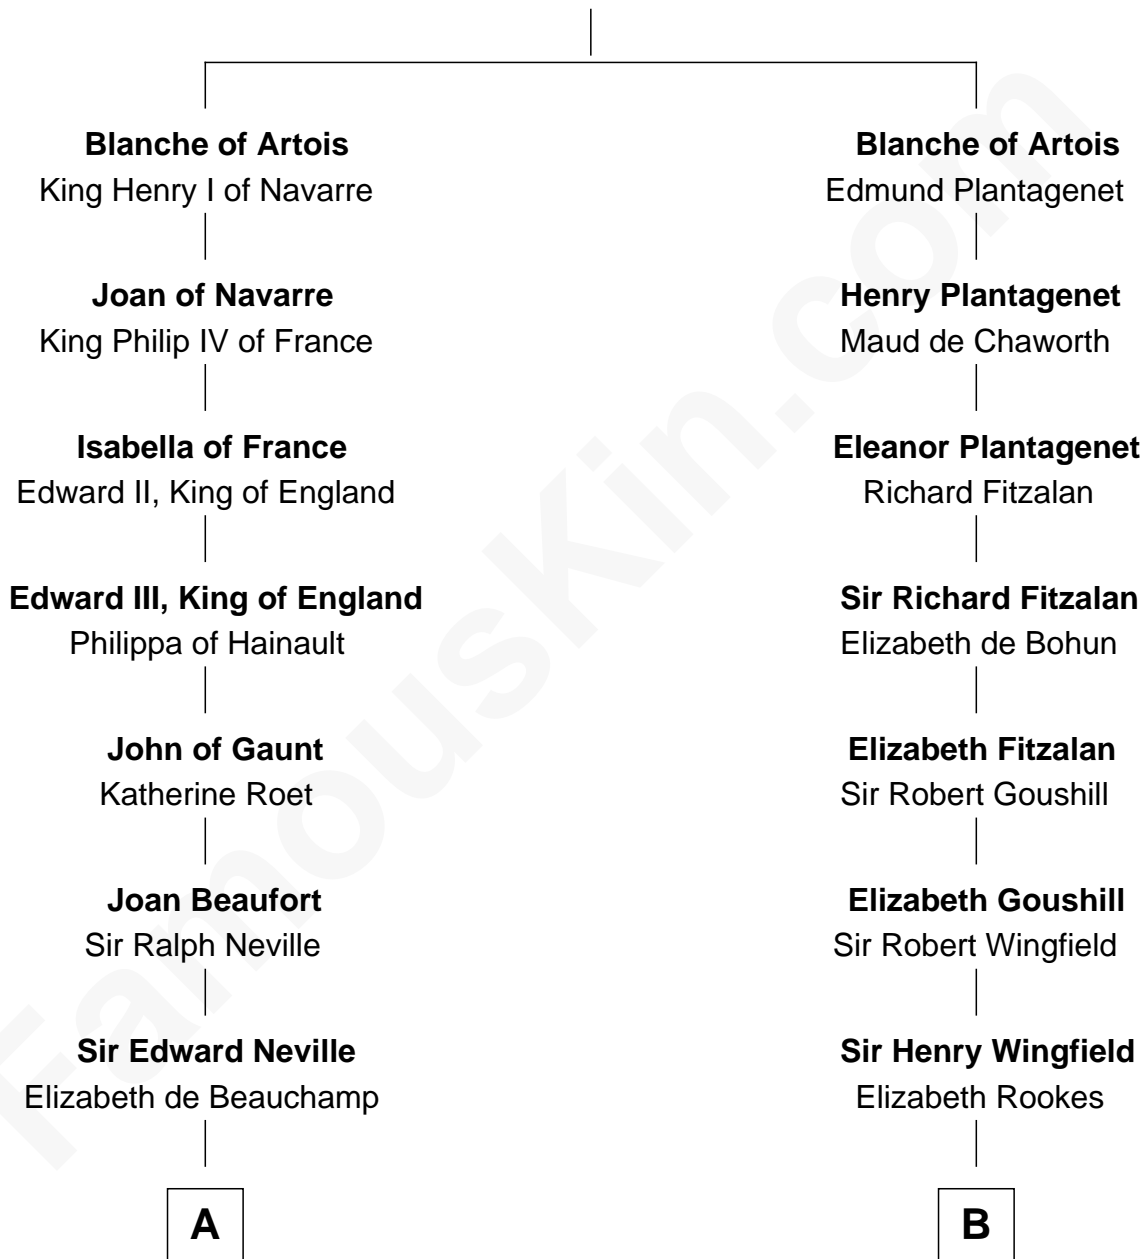 Blanche of Artois
King Henry I of Navarre
Joan of Navarre
King Philip IV of France
Isabella of France
Edward II, King of England
Edward III, King of England
Philippa of Hainault
John of Gaunt
Katherine Roet
Joan Beaufort
Sir Ralph Neville
Sir Edward Neville
Elizabeth de Beauchamp
A
Blanche of Artois
Edmund Plantagenet
Henry Plantagenet
Maud de Chaworth
Eleanor Plantagenet
Richard Fitzalan
Sir Richard Fitzalan
Elizabeth de Bohun
Elizabeth Fitzalan
Sir Robert Goushill
Elizabeth Goushill
Sir Robert Wingfield
Sir Henry Wingfield
Elizabeth Rookes
B
FamousKin.com